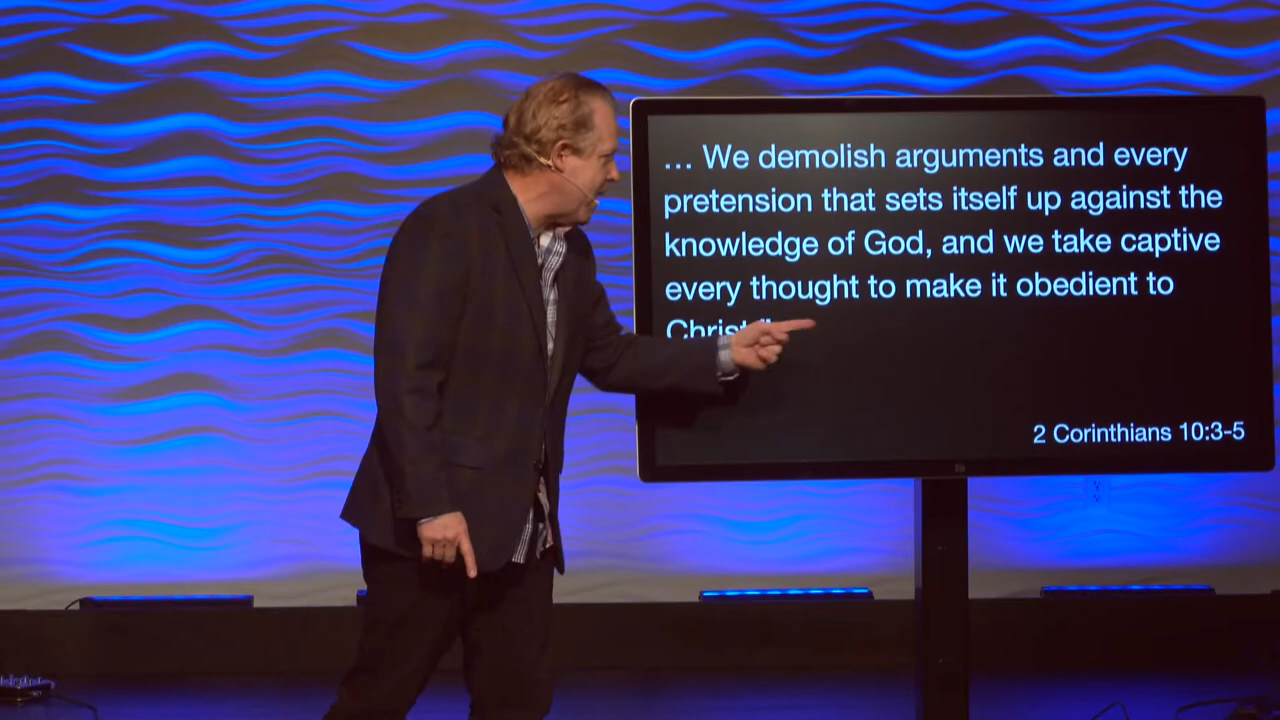 ... We demolish arguments and every
pretension that sets itself up against the
knowledge of God, and we take captive
every thought to make it obedient to
Christ
2 Corinthians 10:3-5